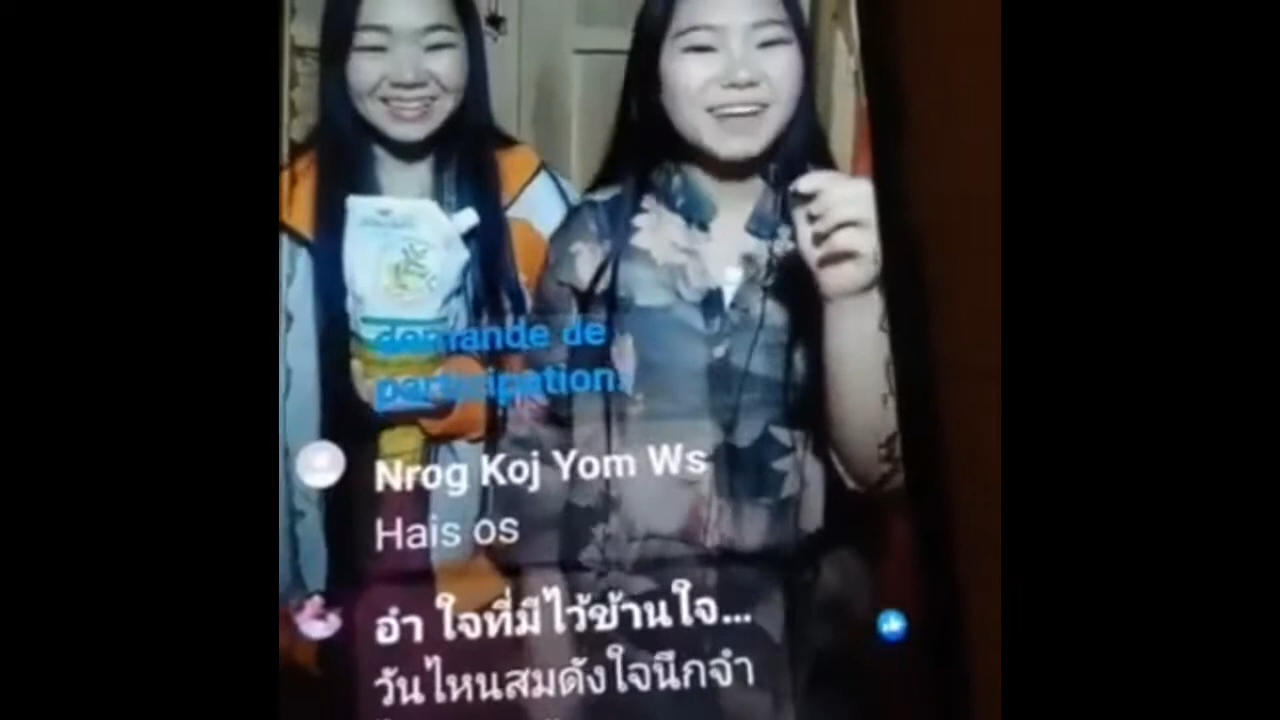 demande de
participation.
Nrog Koj Yom Ws
Hais os
อำ ใจที่มีไว้ข้านใจ...
วันไหนสมดังใจนึกจำ